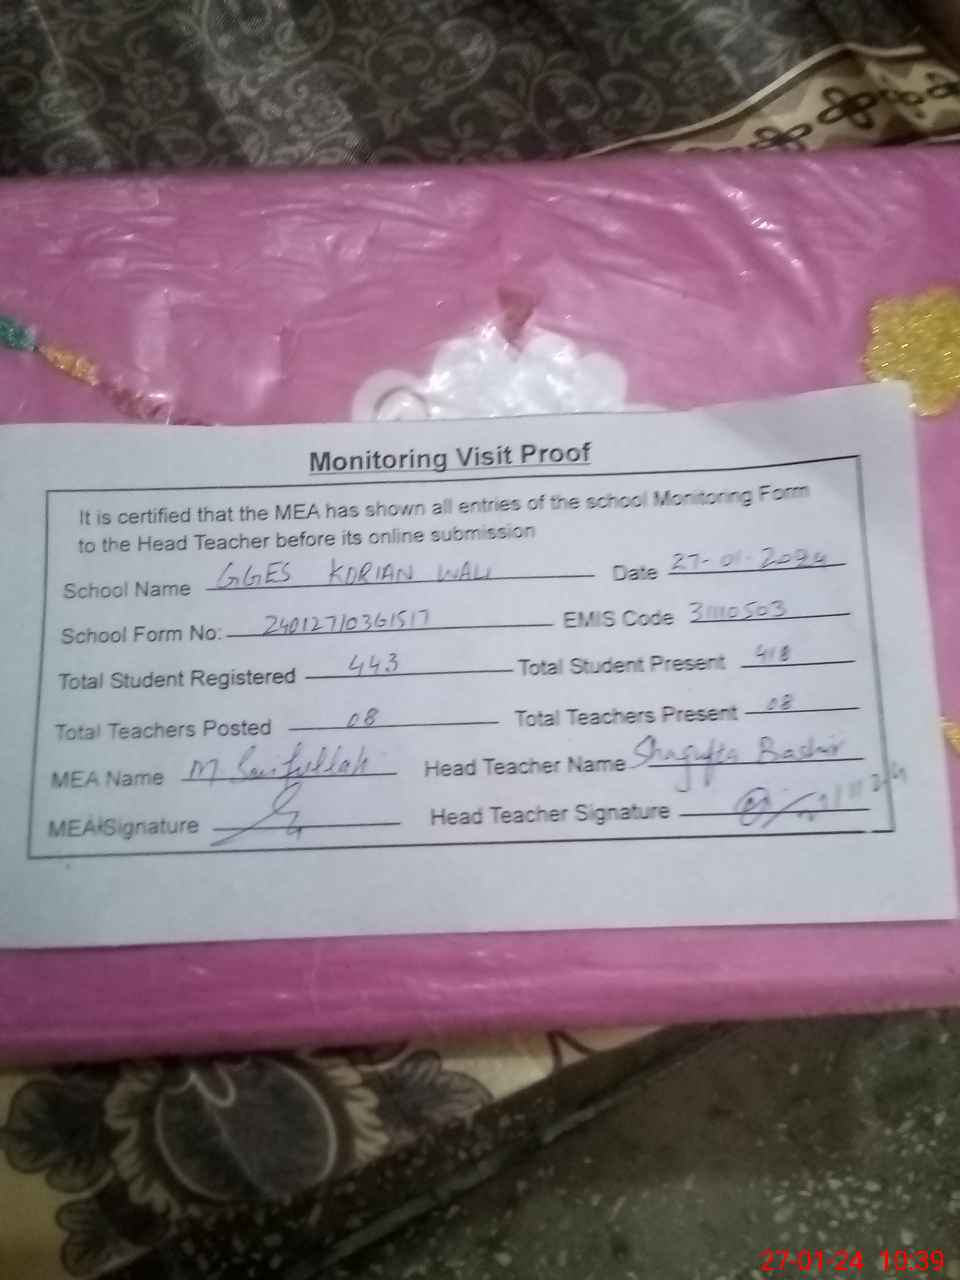 Monitoring Visit Proof
It is certified that the MEA has shown all entries of the school Monitoring Form
to the Head Teacher before its online submission
School Name GGES KORIAN WALI Date 27-01-2024
School Form No: 24012710361517 EMIS Code 31110503
Total Student Registered 443 Total Student Present 418
Total Teachers Posted 08 Total Teachers Present 08
MEA Name M. Saifullah Head Teacher Name Shagufta Bashir
MEA Signature Head Teacher Signature
27-01-24 10:39